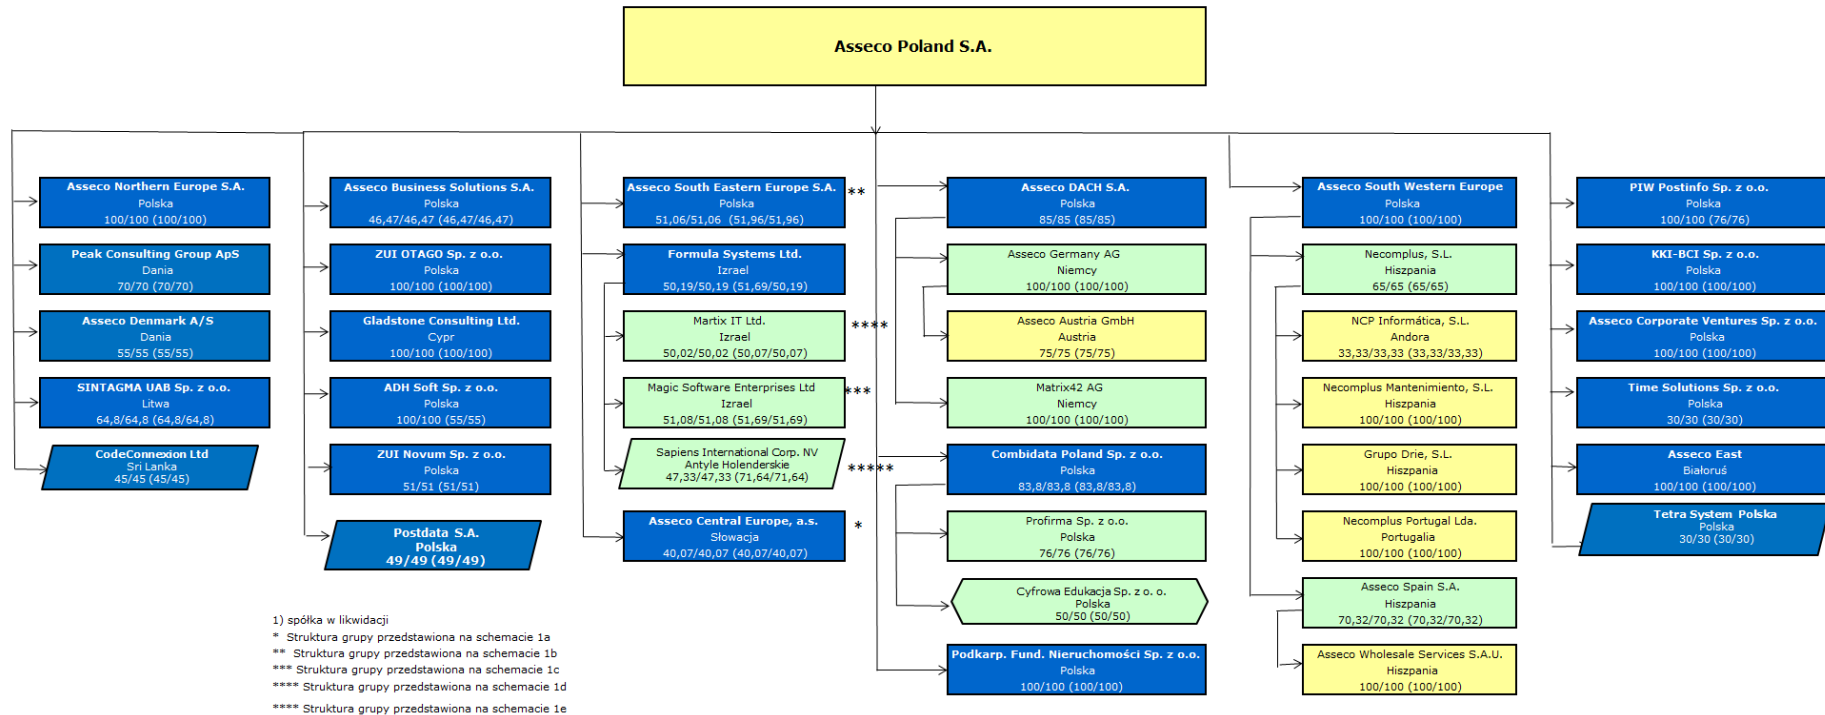 Asseco Poland S.A.
Asseco Northern Europe S.A.
Polska
100/100 (100/100)
Peak Consulting Group ApS
Dania
70/70 (70/70)
Asseco Denmark A/S
Dania
55/55 (55/55)
SINTAGMA UAB Sp. z o.o.
Litwa
64,8/64,8 (64,8/64,8)
CodeConnexion Ltd
Sri Lanka
45/45 (45/45)
Asseco Business Solutions S.A.
Polska
46,47/46,47 (46,47/46,47)
ZUI OTAGO Sp. z o.o.
Polska
100/100 (100/100)
Gladstone Consulting Ltd.
Cypr
100/100 (100/100)
ADH Soft Sp. z o.o.
Polska
100/100 (55/55)
ZUI Novum Sp. z o.o.
Polska
51/51 (51/51)
Postdata S.A.
Polska
49/49 (49/49)
Asseco South Eastern Europe S.A. **
Polska
51,06/51,06 (51,96/51,96)
Formula Systems Ltd.
Izrael
50,19/50,19 (51,69/50,19)
Martix IT Ltd. ****
Izrael
50,02/50,02 (50,07/50,07)
Magic Software Enterprises Ltd ***
Izrael
51,08/51,08 (51,69/51,69)
Sapiens International Corp. NV
Antyle Holenderskie *****
47,33/47,33 (71,64/71,64)
Asseco Central Europe, a.s. *
Słowacja
40,07/40,07 (40,07/40,07)
Asseco DACH S.A.
Polska
85/85 (85/85)
Asseco Germany AG
Niemcy
100/100 (100/100)
Asseco Austria GmbH
Austria
75/75 (75/75)
Matrix42 AG
Niemcy
100/100 (100/100)
Combidata Poland Sp. z o.o.
Polska
83,8/83,8 (83,8/83,8)
Profirma Sp. z o.o.
Polska
76/76 (76/76)
Cyfrowa Edukacja Sp. z o. o.
Polska
50/50 (50/50)
Podkarp. Fund. Nieruchomości Sp. z o.o.
Polska
100/100 (100/100)
Asseco South Western Europe
Polska
100/100 (100/100)
Necomplus, S.L.
Hiszpania
65/65 (65/65)
NCP Informática, S.L.
Andora
33,33/33,33 (33,33/33,33)
Necomplus Mantenimiento, S.L.
Hiszpania
100/100 (100/100)
Grupo Drie, S.L.
Hiszpania
100/100 (100/100)
Necomplus Portugal Lda.
Portugalia
100/100 (100/100)
Asseco Spain S.A.
Hiszpania
70,32/70,32 (70,32/70,32)
Asseco Wholesale Services S.A.U.
Hiszpania
100/100 (100/100)
PIW Postinfo Sp. z o.o.
Polska
100/100 (76/76)
KKI-BCI Sp. z o.o.
Polska
100/100 (100/100)
Asseco Corporate Ventures Sp. z o.o.
Polska
100/100 (100/100)
Time Solutions Sp. z o.o.
Polska
30/30 (30/30)
Asseco East
Białoruś
100/100 (100/100)
Tetra System Polska
Polska
30/30 (30/30)
1) spółka w likwidacji
* Struktura grupy przedstawiona na schemacie 1a
** Struktura grupy przedstawiona na schemacie 1b
*** Struktura grupy przedstawiona na schemacie 1c
**** Struktura grupy przedstawiona na schemacie 1d
**** Struktura grupy przedstawiona na schemacie 1e